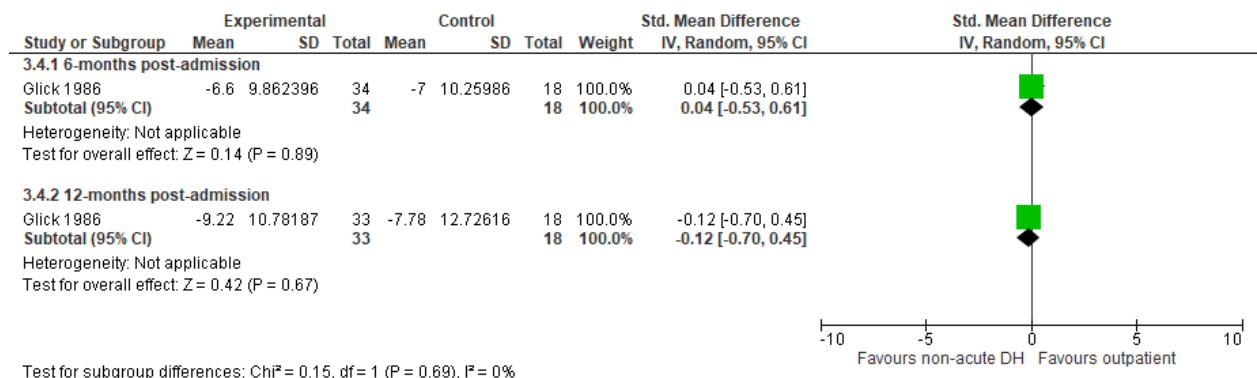 Experimental Control Std. Mean Difference Std. Mean Difference
Study or Subgroup Mean SD Total Mean SD Total Weight IV, Random, 95% CI IV, Random, 95% CI
3.4.1 6-months post-admission
Glick 1986 -6.6 9.862396 34 -7 10.25986 18 100.0% 0.04 [-0.53, 0.61]
Subtotal (95% CI) 34 18 100.0% 0.04 [-0.53, 0.61]
Heterogeneity: Not applicable
Test for overall effect: Z = 0.14 (P = 0.89)
3.4.2 12-months post-admission
Glick 1986 -9.22 10.78187 33 -7.78 12.72616 18 100.0% -0.12 [-0.70, 0.45]
Subtotal (95% CI) 33 18 100.0% -0.12 [-0.70, 0.45]
Heterogeneity: Not applicable
Test for overall effect: Z = 0.42 (P = 0.67)
-10 -5 0 5 10
Favours non-acute DH Favours outpatient
Test for subgroup differences: Chi² = 0.15, df = 1 (P = 0.69), I² = 0%